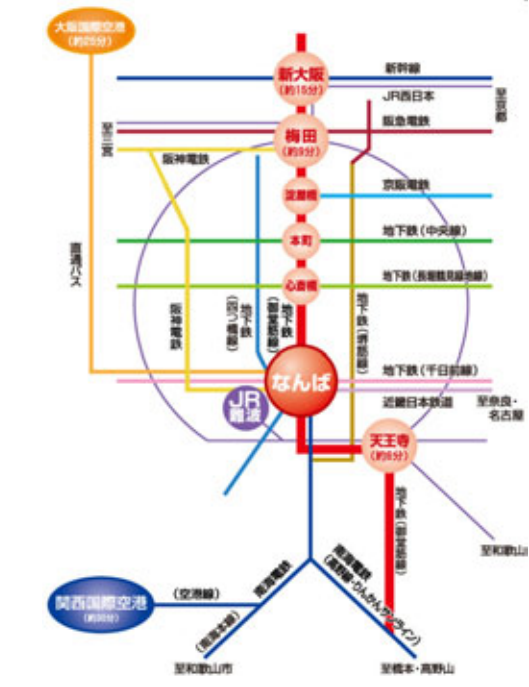 大阪国際空港
(約25分)
新大阪
(約15分)
新幹線
JR西日本
至京都
至三宮
梅田
(約9分)
阪急電鉄
阪神電鉄
淀屋橋
京阪電鉄
本町
地下鉄(中央線)
直通バス
心斎橋
地下鉄(長堀鶴見緑地線)
阪神電鉄
地下鉄
(四つ橋線)
地下鉄
(御堂筋線)
地下鉄(堺筋線)
なんば
地下鉄(千日前線)
JR
難波
近畿日本鉄道
至奈良・
名古屋
天王寺
(約6分)
地下鉄(御堂筋線)
至和歌山
南海電鉄
南海電鉄
(高野線・りんかんサンライン)
関西国際空港
(空港線)
(南海本線)
至和歌山市
至橋本・高野山